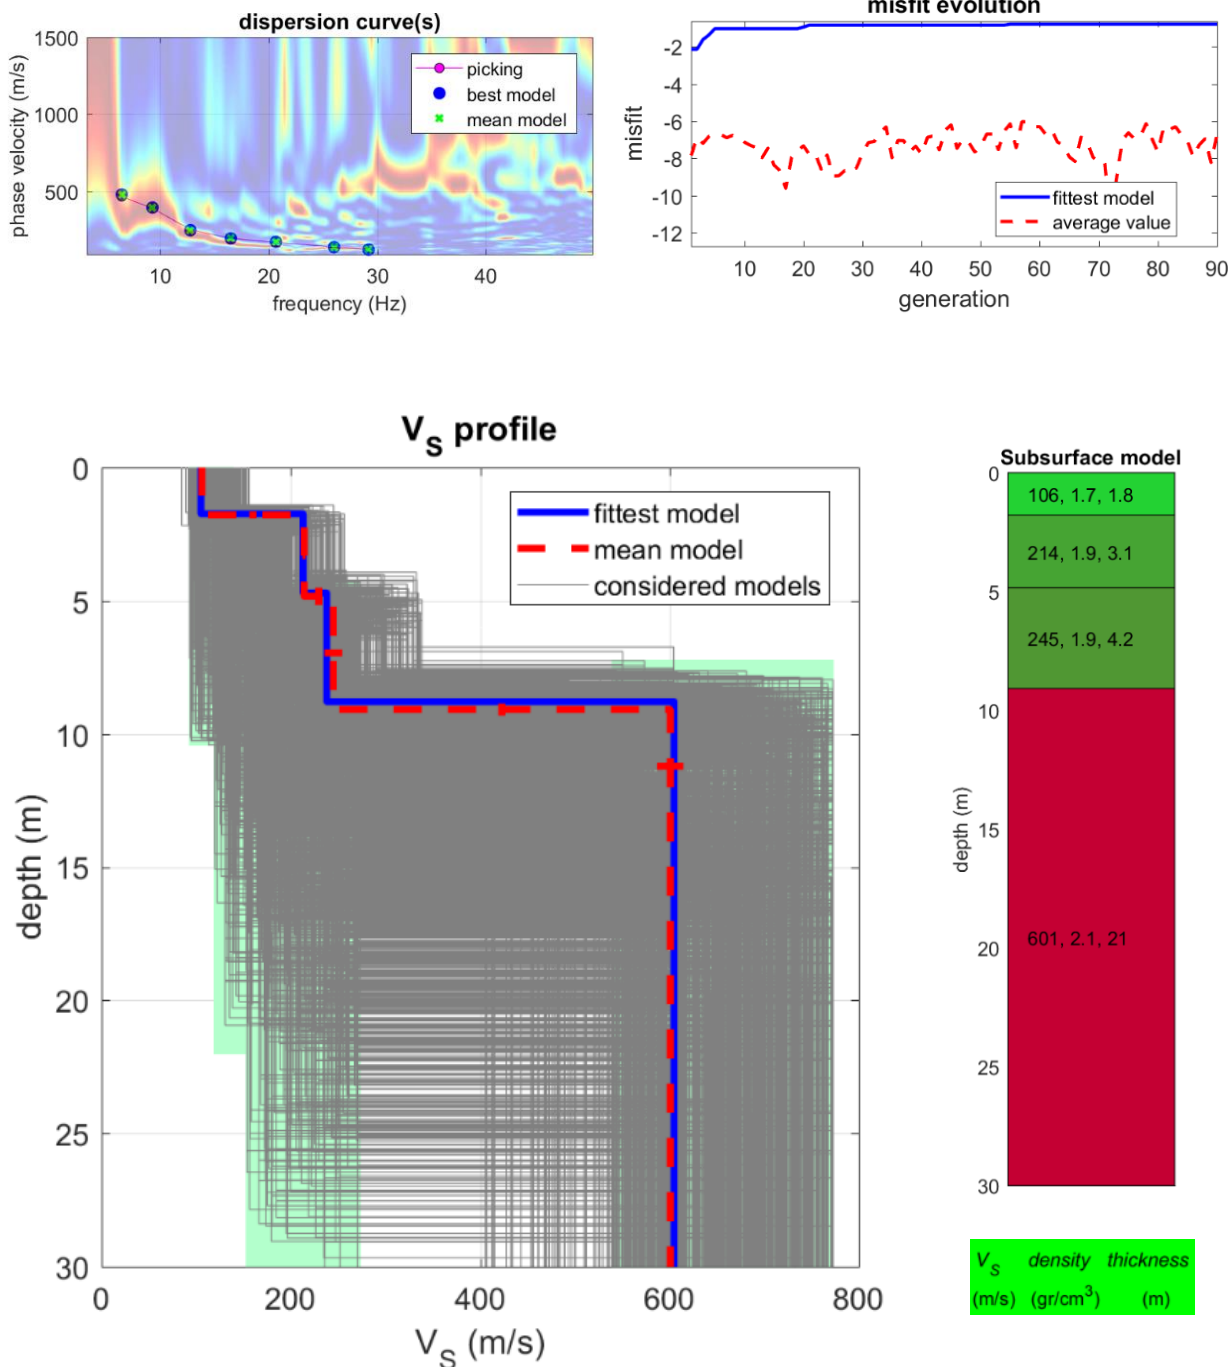 dispersion curve(s)
1500
1000
500
phase velocity (m/s)
picking
best model
mean model
10
20
30
40
frequency (Hz)
misfit evolution
-2
-4
-6
-8
-10
-12
misfit
fittest model
average value
10
20
30
40
50
60
70
80
90
generation
VS profile
0
5
10
15
20
25
30
depth (m)
fittest model
mean model
considered models
0
200
400
600
800
VS (m/s)
Subsurface model
0
5
10
15
20
25
30
depth (m)
106, 1.7, 1.8
214, 1.9, 3.1
245, 1.9, 4.2
601, 2.1, 21
VS density thickness
(m/s) (gr/cm3) (m)